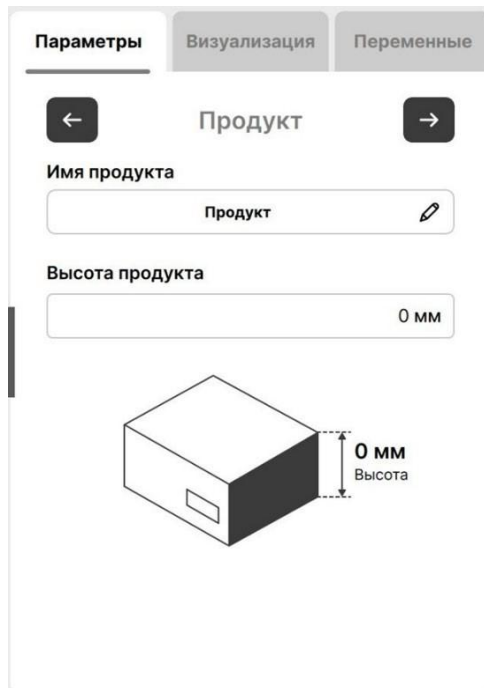 Параметры
Визуализация
Переменные
Продукт
Имя продукта
Продукт
Высота продукта
0 мм
0 мм
Высота